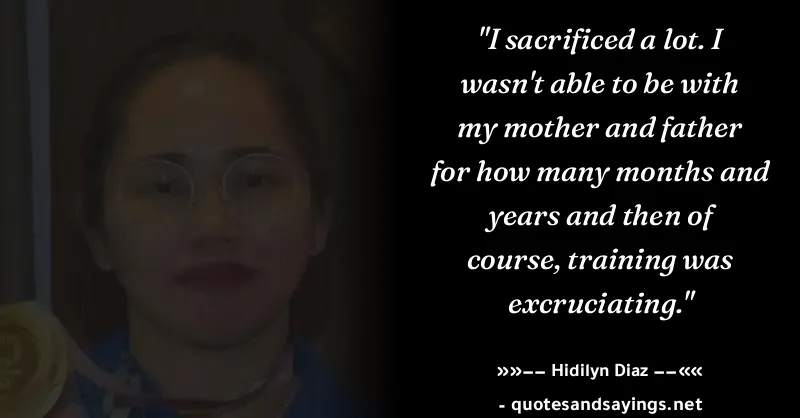 "I sacrificed a lot. I
wasn't able to be with
my mother and father
for how many months and
years and then of
course, training was
excruciating."
»»–– Hidilyn Diaz ––««
- quotesandsayings.net